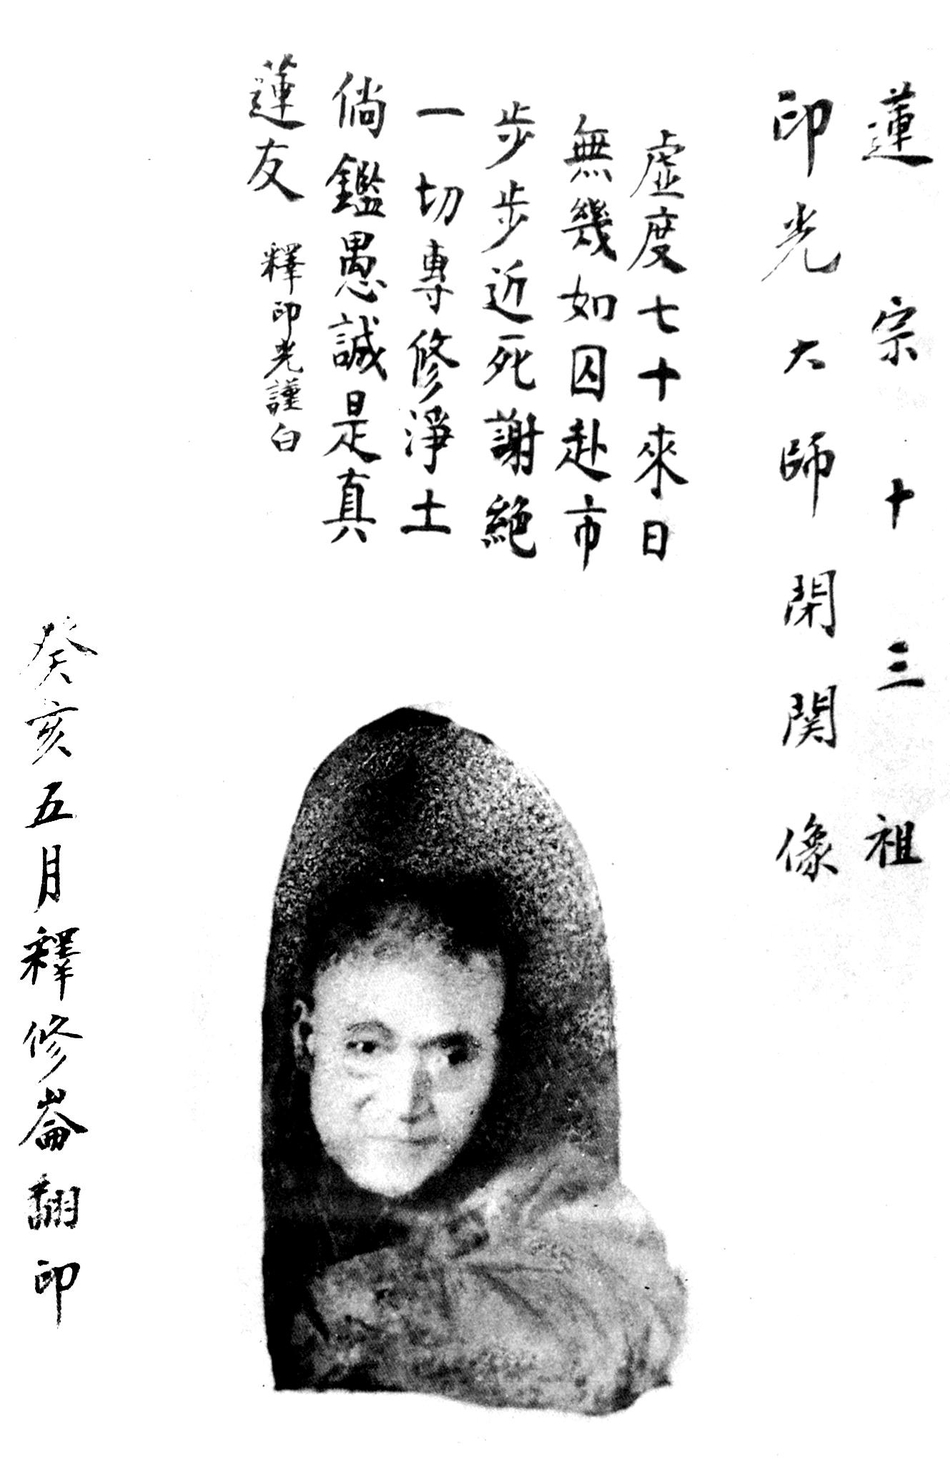 蓮宗十三祖
印光大師閉關像
虛度七十來日
無幾如囚赴市
步步近死謝絕
一切專修淨土
倘鑑愚誠是真
蓮友 釋印光謹白
癸亥五月釋修崙翻印